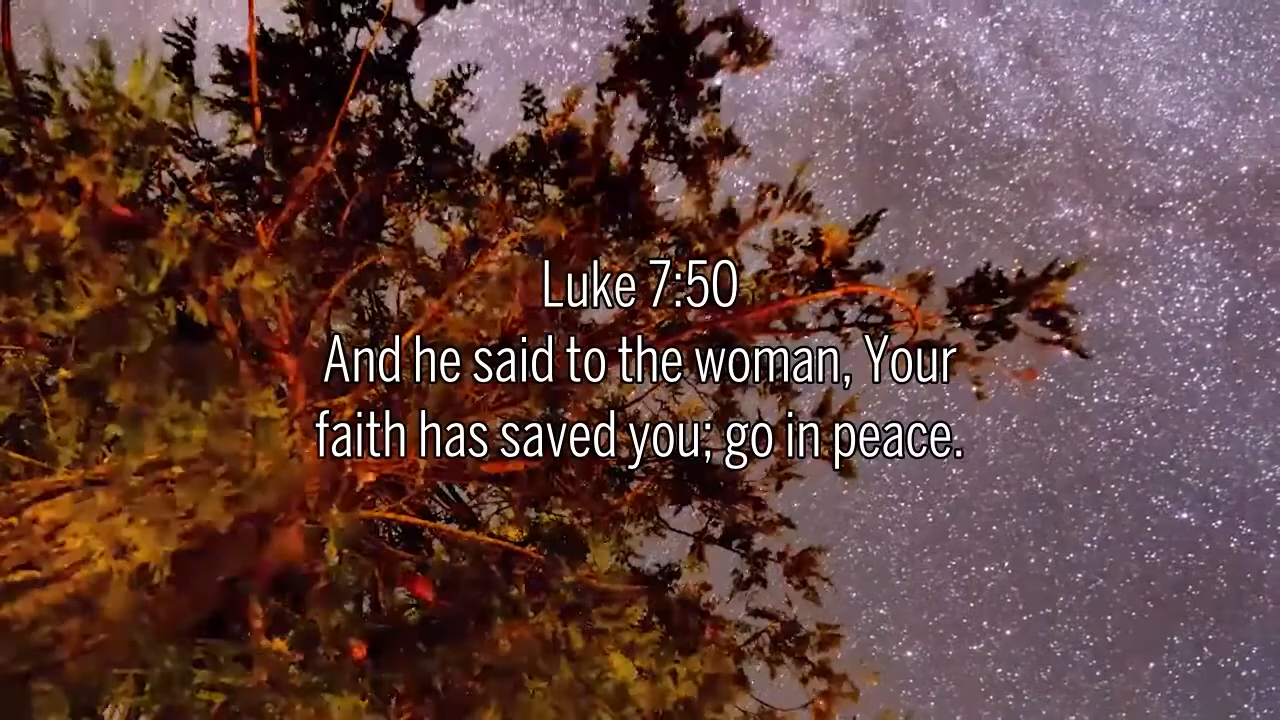 Luke 7:50
And he said to the woman, Your
faith has saved you; go in peace.